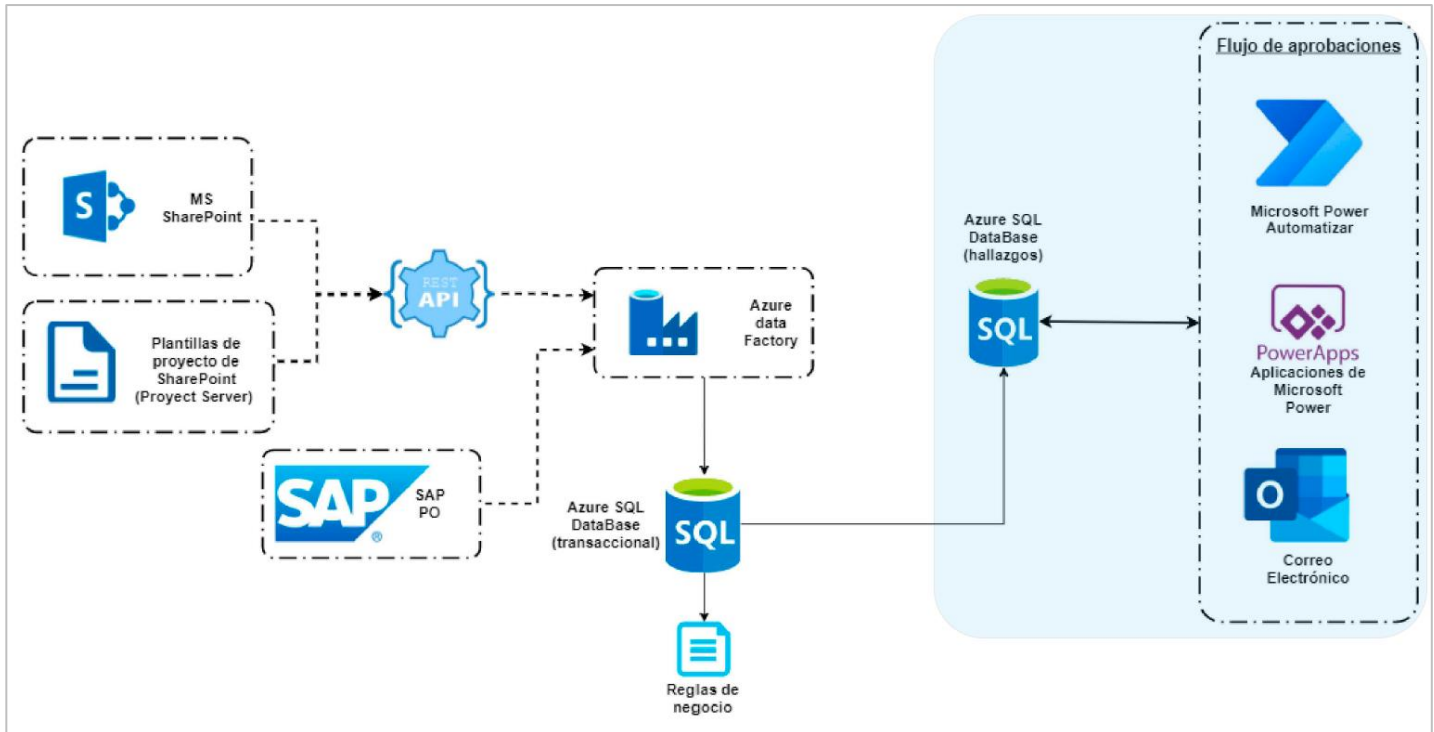 Flujo de aprobaciones
S
MS
SharePoint
Plantillas de
proyecto de
SharePoint
(Proyect Server)
REST
API
Azure
data
Factory
SAP
®
SAP
PO
Azure SQL
DataBase
(transaccional)
SQL
Reglas de
negocio
Azure SQL
DataBase
(hallazgos)
SQL
Microsoft Power
Automatizar
PowerApps
Aplicaciones de
Microsoft
Power
O
Correo
Electrónico